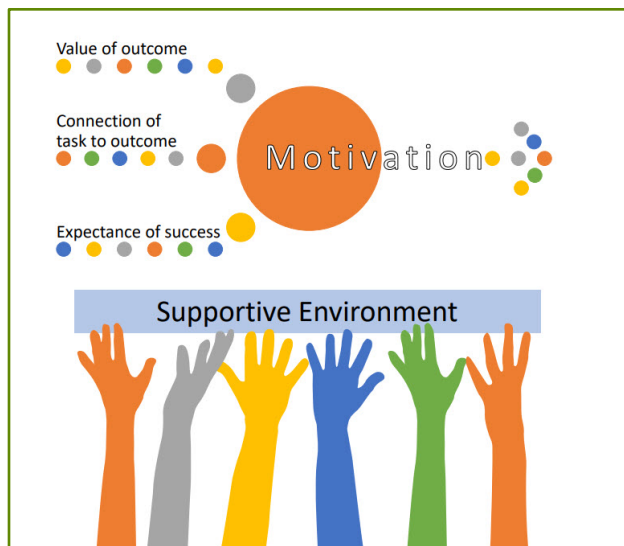 Value of outcome
Connection of
task to outcome
Motivation
Expectance of success
Supportive Environment